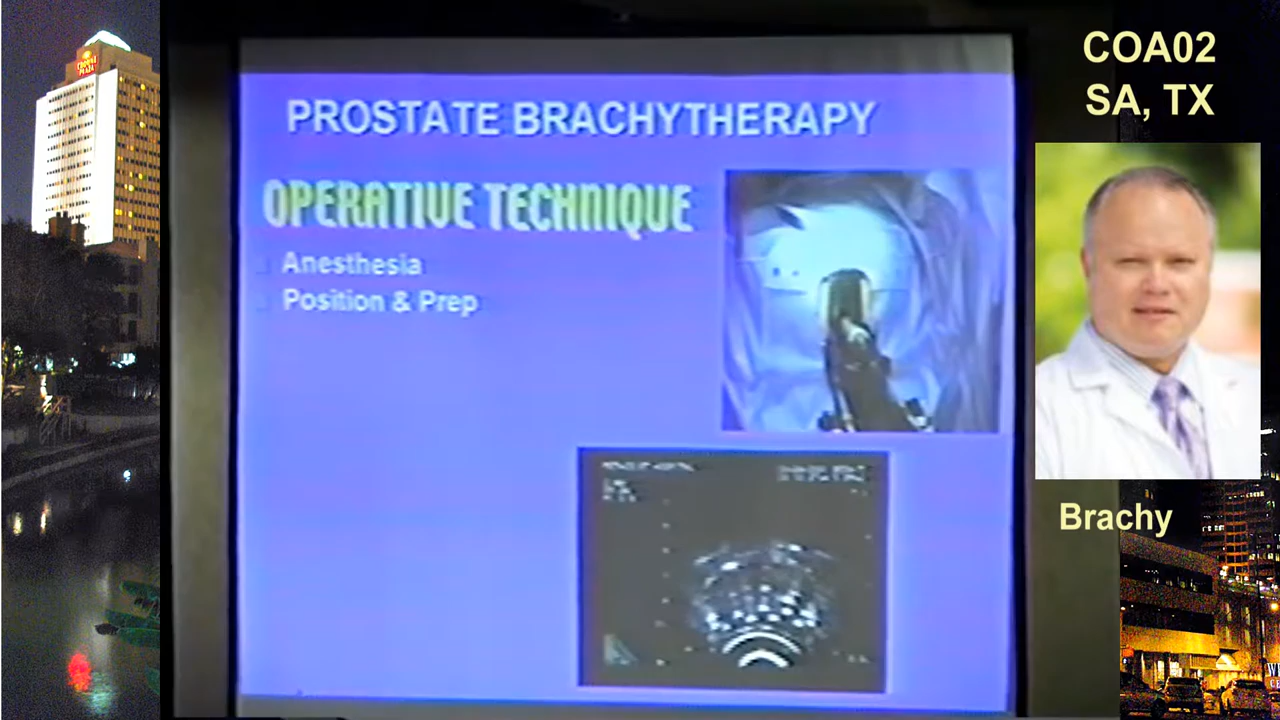 PROSTATE BRACHYTHERAPY
OPERATIVE TECHNIQUE
Anesthesia
Position & Prep
COA02
SA, TX
Brachy